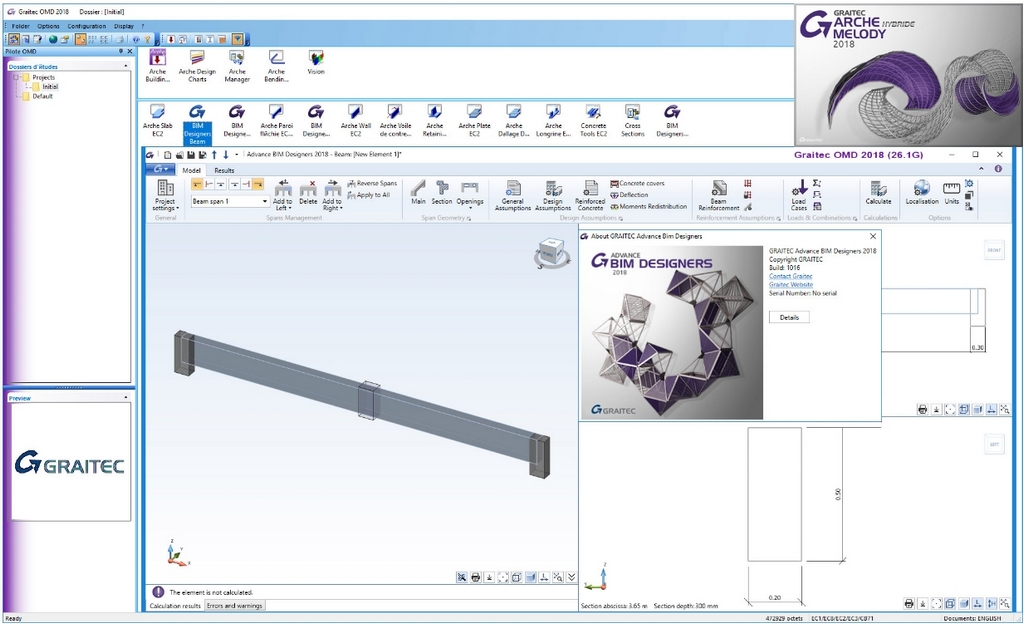 Graitec OMD 2018 Dossier : [Initial]
Folder Options Configuration Display ?
Pilote OMD
Dossiers d'études
Projects
Initial
Default
Preview
GRAITEC
Arche Buildin...
Arche Design Charts
Arche Manager
Arche Bendin...
Vision
Arche Slab EC2
BIM Designers Beam
BIM Designe...
Arche Paroi fléchie EC...
BIM Designe...
Arche Wall EC2
Arche Voile de contre...
Arche Retain...
Arche Plate EC2
Arche Dallage D...
Arche Longrine E...
Concrete Tools EC2
Cross Sections
BIM Designers...
GRAITEC
ARCHE HYBRIDE
MELODY
2018
Advance BIM Designers 2018 - Beam: [New Element 1]*
Graitec OMD 2018 (26.1G)
Model Results
Project settings
General
Beam span 1
Add to Left
Delete
Add to Right
Reverse Spans
Apply to All
Spans Management
Main
Section
Openings
Span Geometry
General Assumptions
Design Assumptions
Reinforced Concrete
Concrete covers
Deflection
Moments Redistribution
Design Assumptions
Beam Reinforcement
Reinforcement Assumptions
Load Cases
Loads & Combinations
Calculate
Calculations
Localisation
Units
Options
About GRAITEC Advance Bim Designers
ADVANCE
BIM DESIGNERS
2018
GRAITEC
GRAITEC Advance BIM Designers 2018
Copyright GRAITEC
Build: 1016
Contact Graitec
Graitec Website
Serial Number: No serial
Details
FRONT
0.30
LEFT
0.50
0.20
Section abscissa: 3.65 m Section depth: 300 mm
The element is not calculated.
Calculation results Errors and warnings
Ready
472929 octets
EC1/EC8/EC2/EC3/CB71
Documents: ENGLISH